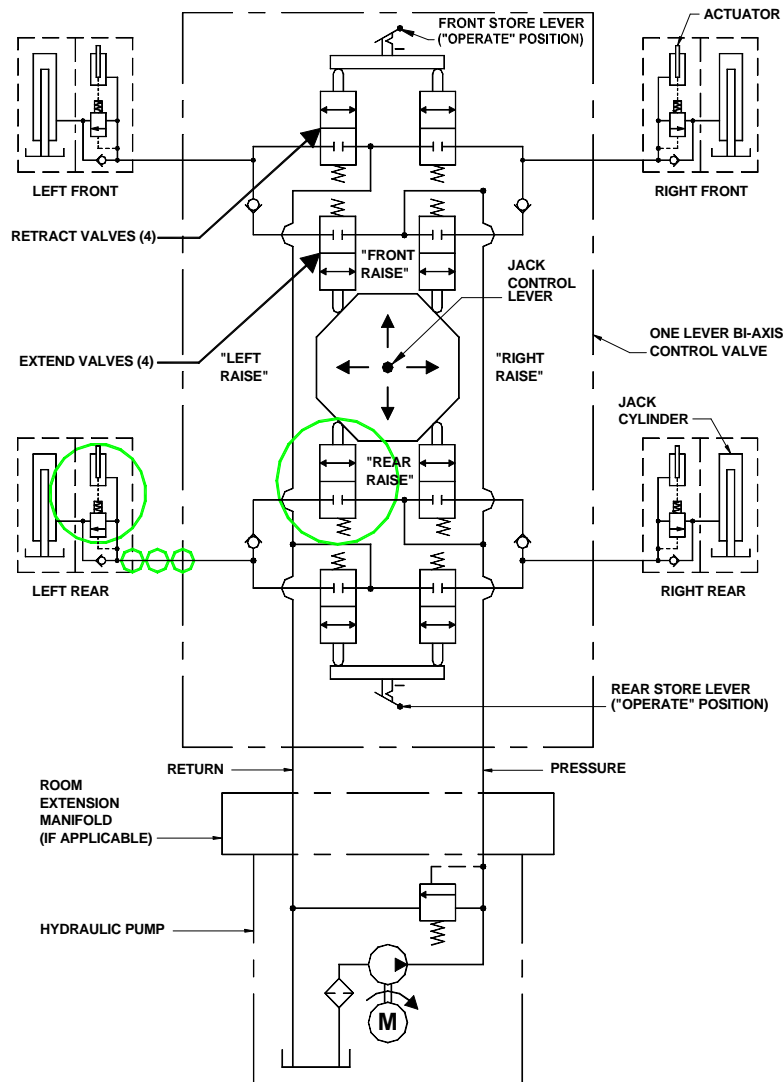 FRONT STORE LEVER
("OPERATE" POSITION)
ACTUATOR
LEFT FRONT
RIGHT FRONT
RETRACT VALVES (4)
"FRONT
RAISE"
JACK
CONTROL
LEVER
EXTEND VALVES (4)
"LEFT
RAISE"
"RIGHT
RAISE"
ONE LEVER BI-AXIS
CONTROL VALVE
JACK
CYLINDER
"REAR
RAISE"
LEFT REAR
RIGHT REAR
REAR STORE LEVER
("OPERATE" POSITION)
RETURN
PRESSURE
ROOM
EXTENSION
MANIFOLD
(IF APPLICABLE)
HYDRAULIC PUMP
M